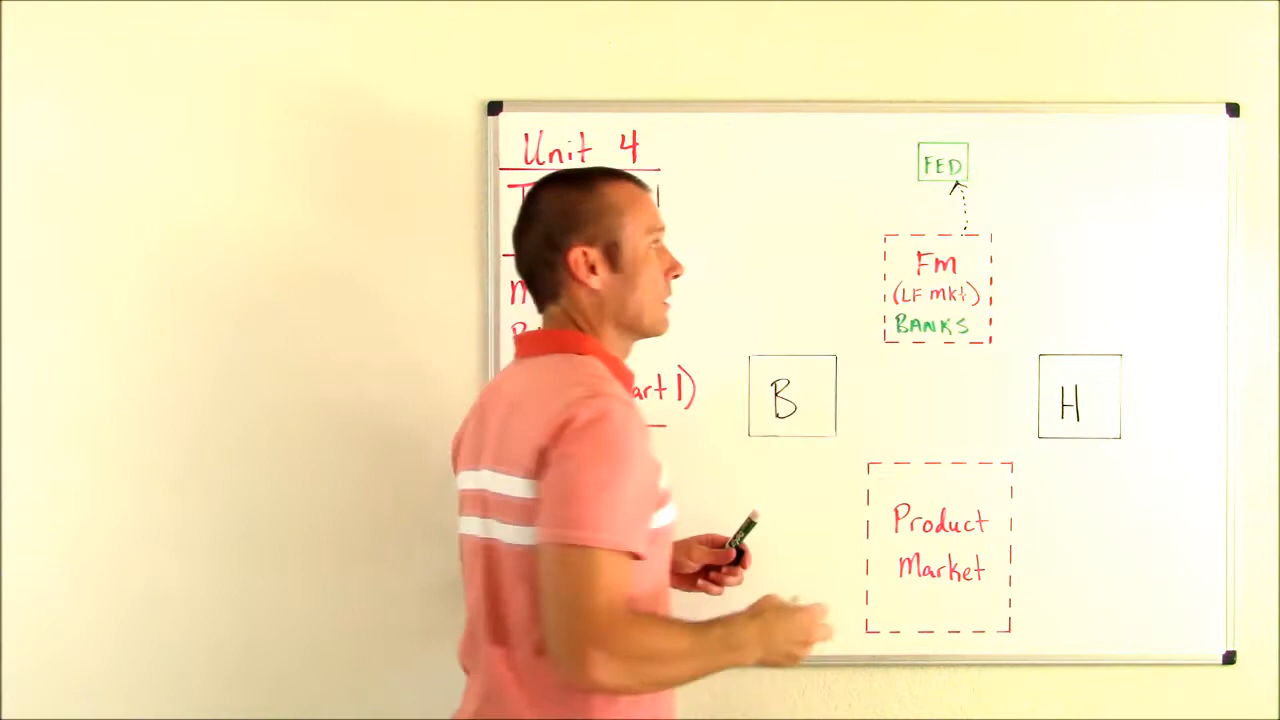 Unit 4
art 1)
FED
Fm
(LF mkt)
BANKS
B
H
Product
Market